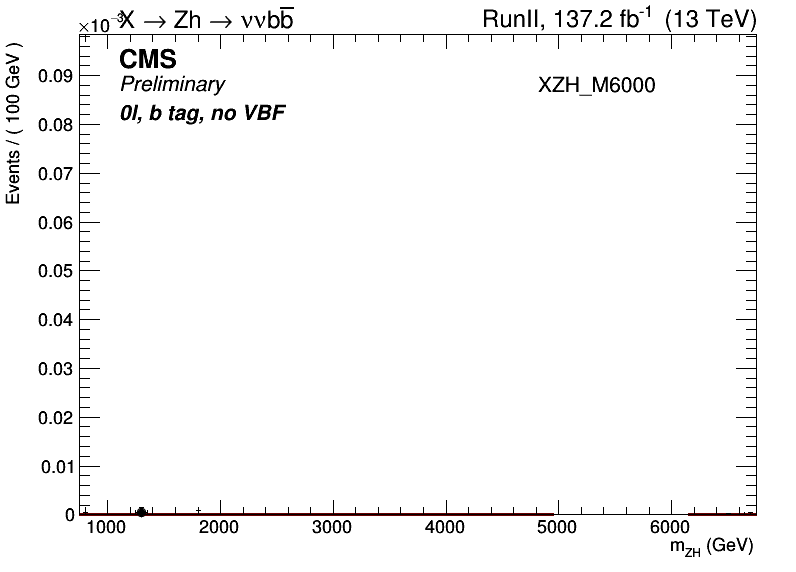 ×10⁻³
X → Zh → ννbb̅
RunII, 137.2 fb⁻¹ (13 TeV)
CMS
Preliminary
0l, b tag, no VBF
XZH_M6000
Events / ( 100 GeV )
0.09
0.08
0.07
0.06
0.05
0.04
0.03
0.02
0.01
0
1000 2000 3000 4000 5000 6000
m_ZH (GeV)